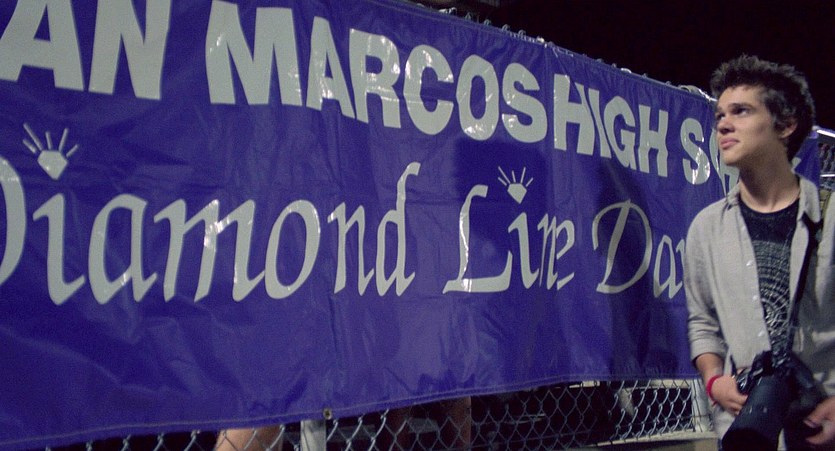 AN MARCOS HIGH S
Diamond Line Da